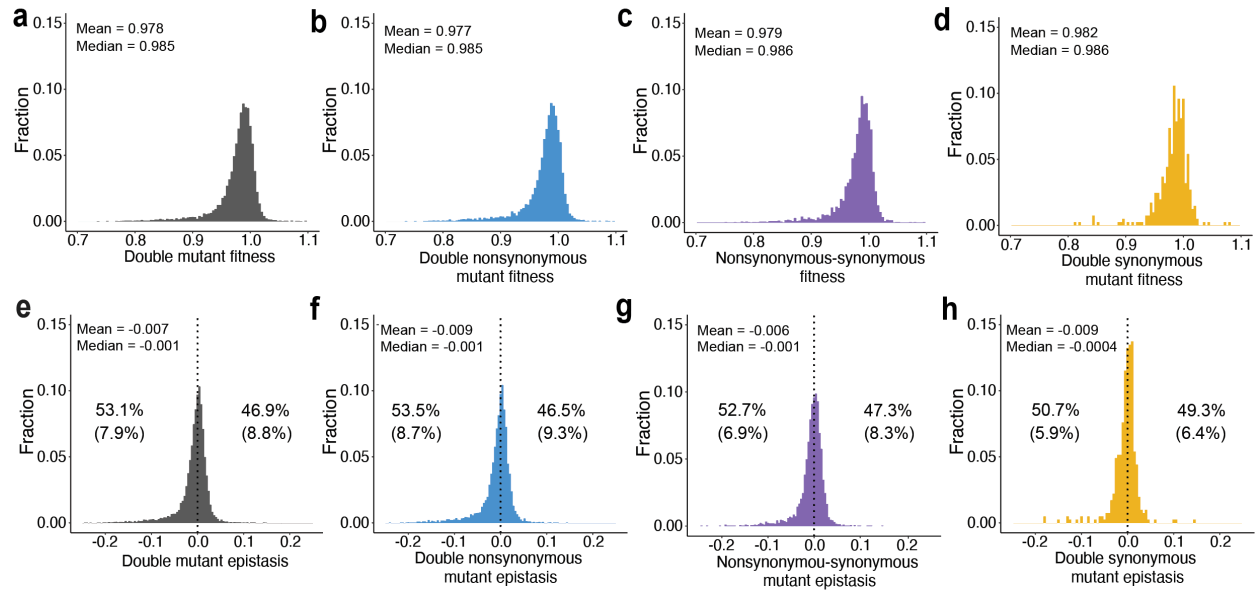 a
0.15
0.10
0.05
0.00
Fraction
Mean = 0.978
Median = 0.985
0.7 0.8 0.9 1.0 1.1
Double mutant fitness
b
0.15
0.10
0.05
0.00
Fraction
Mean = 0.977
Median = 0.985
0.7 0.8 0.9 1.0 1.1
Double nonsynonymous
mutant fitness
c
0.15
0.10
0.05
0.00
Fraction
Mean = 0.979
Median = 0.986
0.7 0.8 0.9 1.0 1.1
Nonsynonymous-synonymous
fitness
d
0.15
0.10
0.05
0.00
Fraction
Mean = 0.982
Median = 0.986
0.7 0.8 0.9 1.0 1.1
Double synonymous
mutant fitness
e
0.15
0.10
0.05
0.00
Fraction
Mean = -0.007
Median = -0.001
53.1% 46.9%
(7.9%) (8.8%)
-0.2 -0.1 0.0 0.1 0.2
Double mutant epistasis
f
0.15
0.10
0.05
0.00
Fraction
Mean = -0.009
Median = -0.001
53.5% 46.5%
(8.7%) (9.3%)
-0.2 -0.1 0.0 0.1 0.2
Double nonsynonymous
mutant epistasis
g
0.15
0.10
0.05
0.00
Fraction
Mean = -0.006
Median = -0.001
52.7% 47.3%
(6.9%) (8.3%)
-0.2 -0.1 0.0 0.1 0.2
Nonsynonymou-synonymous
mutant epistasis
h
0.15
0.10
0.05
0.00
Fraction
Mean = -0.009
Median = -0.0004
50.7% 49.3%
(5.9%) (6.4%)
-0.2 -0.1 0.0 0.1 0.2
Double synonymous
mutant epistasis